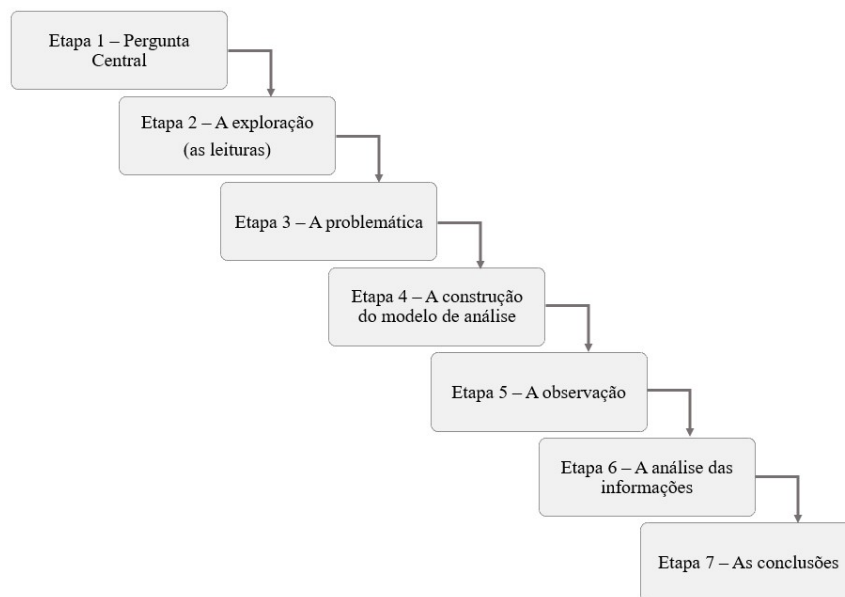 Etapa 1 – Pergunta
Central
Etapa 2 – A exploração
(as leituras)
Etapa 3 – A problemática
Etapa 4 – A construção
do modelo de análise
Etapa 5 – A observação
Etapa 6 – A análise das
informações
Etapa 7 – As conclusões